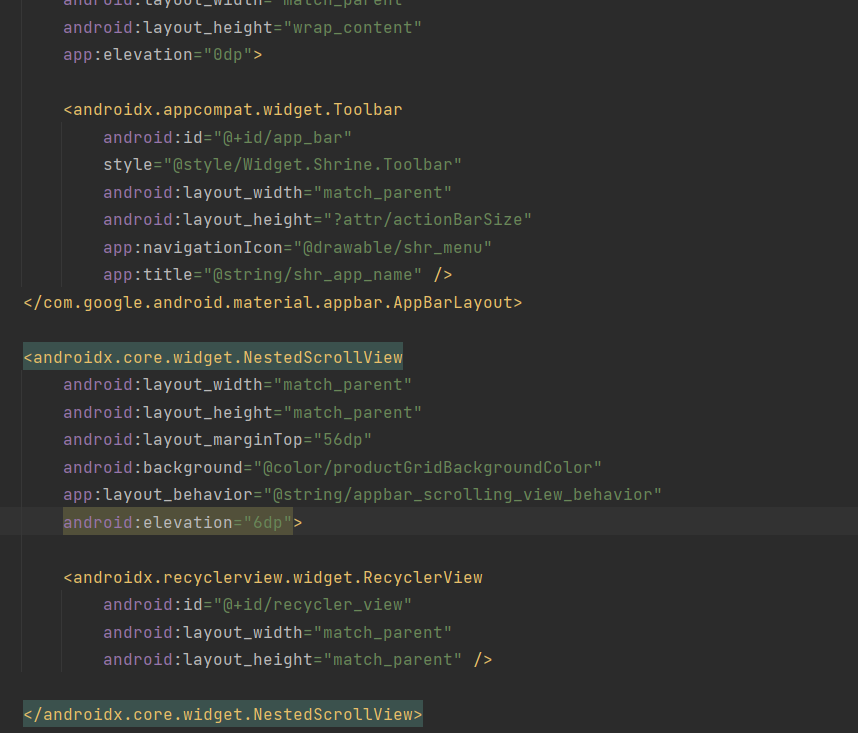 android:layout_width="match_parent"
android:layout_height="wrap_content"
app:elevation="0dp">
<androidx.appcompat.widget.Toolbar
android:id="@+id/app_bar"
style="@style/Widget.Shrine.Toolbar"
android:layout_width="match_parent"
android:layout_height="?attr/actionBarSize"
app:navigationIcon="@drawable/shr_menu"
app:title="@string/shr_app_name" />
</com.google.android.material.appbar.AppBarLayout>
<androidx.core.widget.NestedScrollView
android:layout_width="match_parent"
android:layout_height="match_parent"
android:layout_marginTop="56dp"
android:background="@color/productGridBackgroundColor"
app:layout_behavior="@string/appbar_scrolling_view_behavior"
android:elevation="6dp">
<androidx.recyclerview.widget.RecyclerView
android:id="@+id/recycler_view"
android:layout_width="match_parent"
android:layout_height="match_parent" />
</androidx.core.widget.NestedScrollView>